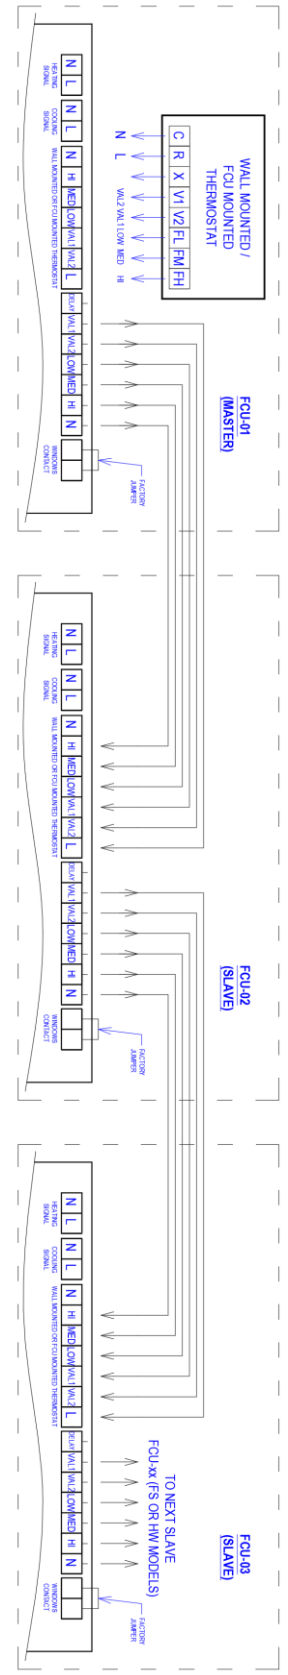 WALL MOUNTED /
FCU MOUNTED
THERMOSTAT
C R X V1 V2 FL FM FH
N L VAL2 VAL1 LOW MED HI
FCU-01
(MASTER)
FACTORY
JUMPER
N L N L N HI MED LOW VAL1 VAL2 L DELAY VAL1 VAL2 LOW MED HI N
HEATING
SIGNAL
COOLING
SIGNAL
WALL MOUNTED OR FCU MOUNTED THERMOSTAT
WINDOWS
CONTACT
FCU-02
(SLAVE)
FACTORY
JUMPER
N L N L N HI MED LOW VAL1 VAL2 L DELAY VAL1 VAL2 LOW MED HI N
HEATING
SIGNAL
COOLING
SIGNAL
WALL MOUNTED OR FCU MOUNTED THERMOSTAT
WINDOWS
CONTACT
FCU-03
(SLAVE)
TO NEXT SLAVE
FCU-xx (FS OR HW MODELS)
FACTORY
JUMPER
N L N L N HI MED LOW VAL1 VAL2 L DELAY VAL1 VAL2 LOW MED HI N
HEATING
SIGNAL
COOLING
SIGNAL
WALL MOUNTED OR FCU MOUNTED THERMOSTAT
WINDOWS
CONTACT